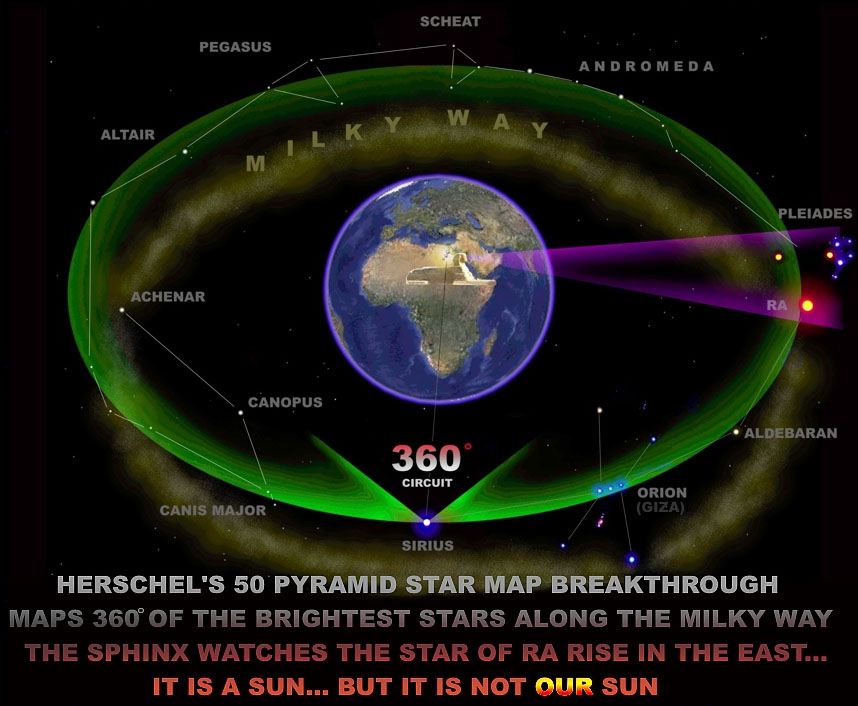 SCHEAT
PEGASUS
ANDROMEDA
MILKY WAY
ALTAIR
PLEIADES
ACHENAR
RA
CANOPUS
ALDEBARAN
360°
CIRCUIT
ORION
(GIZA)
CANIS MAJOR
SIRIUS
HERSCHEL'S 50 PYRAMID STAR MAP BREAKTHROUGH
MAPS 360° OF THE BRIGHTEST STARS ALONG THE MILKY WAY
THE SPHINX WATCHES THE STAR OF RA RISE IN THE EAST...
IT IS A SUN... BUT IT IS NOT OUR SUN